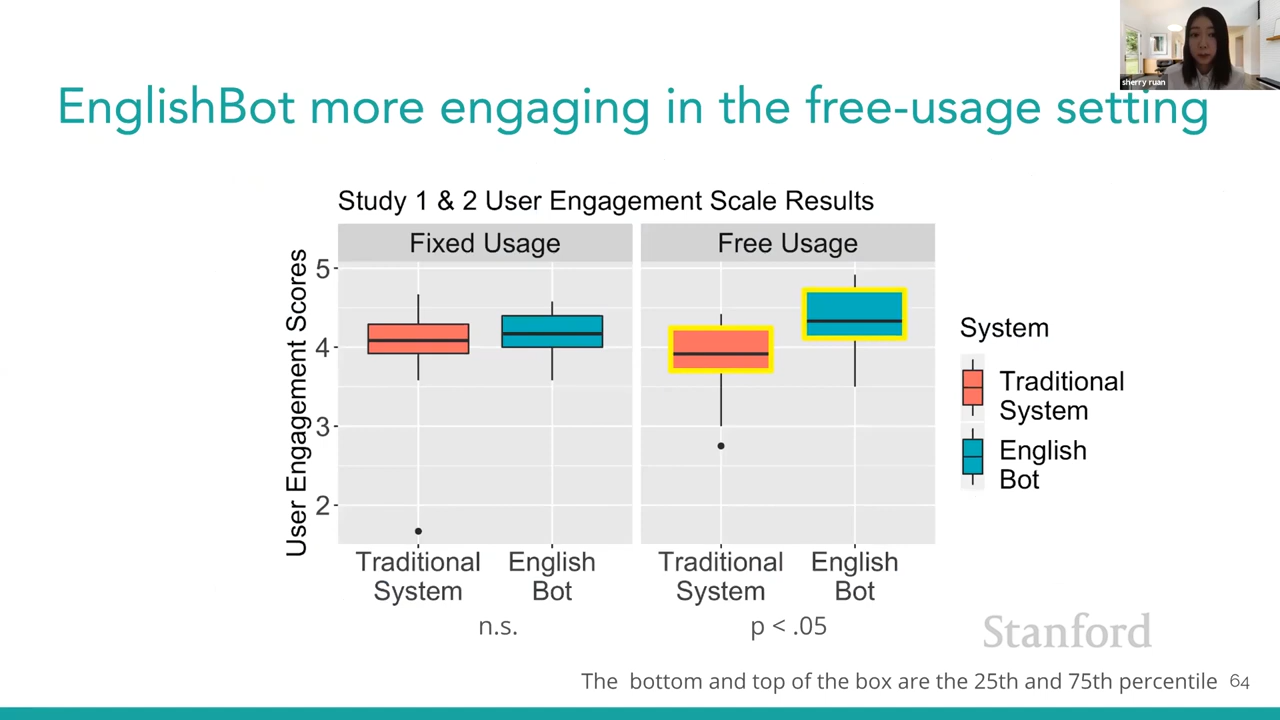 sherry ruan
EnglishBot more engaging in the free-usage setting
Study 1 & 2 User Engagement Scale Results
Fixed Usage
Free Usage
User Engagement Scores
5
4
3
2
Traditional
System
English
Bot
Traditional
System
English
Bot
System
Traditional
System
English
Bot
n.s.
p < .05
Stanford
The bottom and top of the box are the 25th and 75th percentile
64